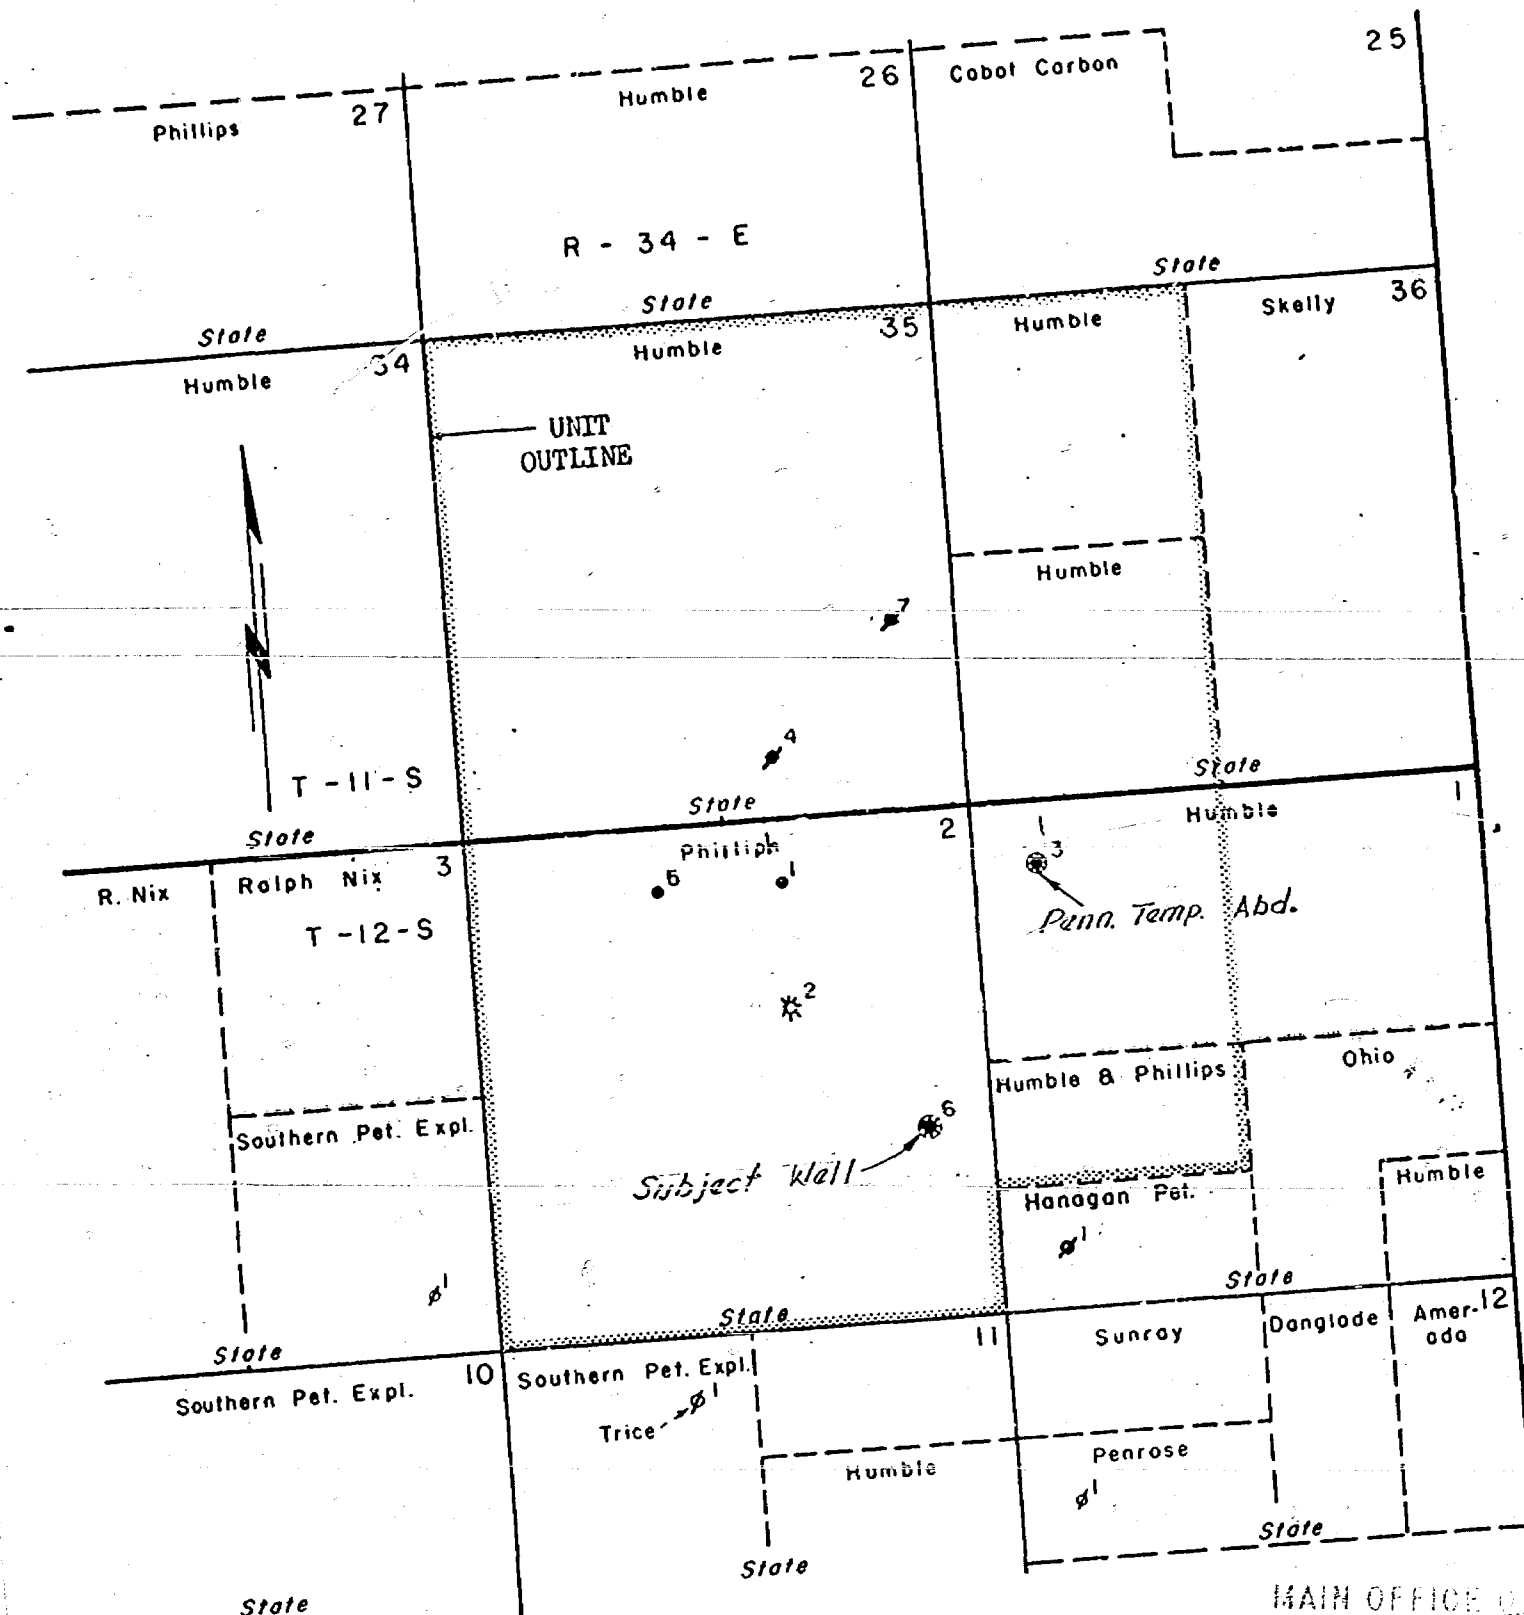 25
26
Cabot Carbon
Humble
27
Phillips
R - 34 - E
State
State
State
36
Skelly
35
Humble
Humble
34
Humble
UNIT
OUTLINE
Humble
7
4
T - 11 - S
State
State
State
1
Humble
2
1
3
Phillips
3
R. Nix
Ralph Nix
5
1
Penn. Temp. Abd.
T - 12 - S
2
Ohio
Humble & Phillips
6
Southern Pet. Expl.
Subject Well
Humble
Hanagan Pet.
1
1
State
State
State
12
Amer-
ada
Danglade
Sunray
11
Southern Pet. Expl.
10
Southern Pet. Expl.
1
Trice
Penrose
Humble
1
State
State
State
MAIN OFFICE